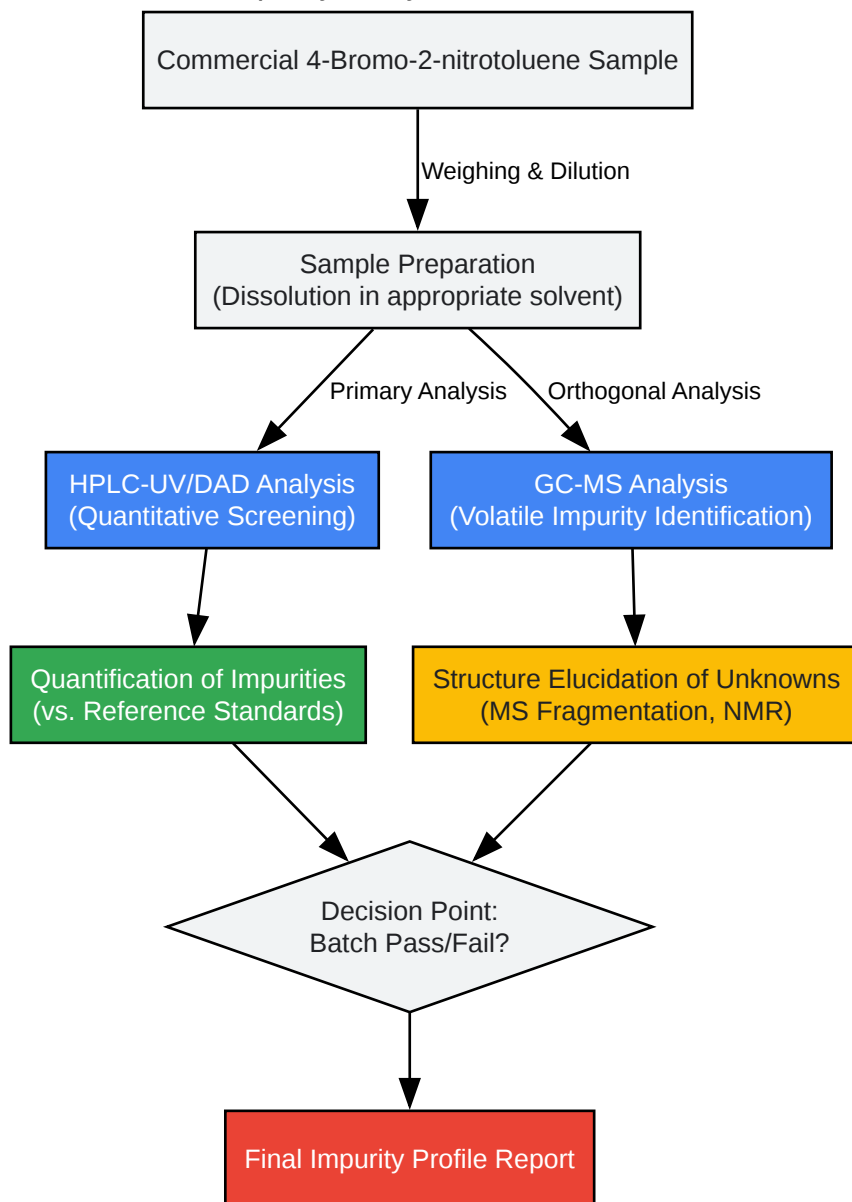 Commercial 4-Bromo-2-nitrotoluene Sample
Weighing & Dilution
Sample Preparation
(Dissolution in appropriate solvent)
Primary Analysis
Orthogonal Analysis
HPLC-UV/DAD Analysis
(Quantitative Screening)
GC-MS Analysis
(Volatile Impurity Identification)
Quantification of Impurities
(vs. Reference Standards)
Structure Elucidation of Unknowns
(MS Fragmentation, NMR)
Decision Point:
Batch Pass/Fail?
Final Impurity Profile Report